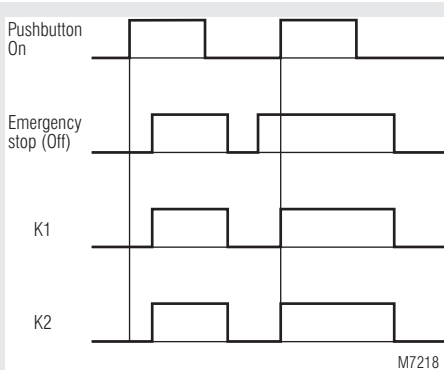 Pushbutton
On
Emergency
stop (Off)
K1
K2
M7218